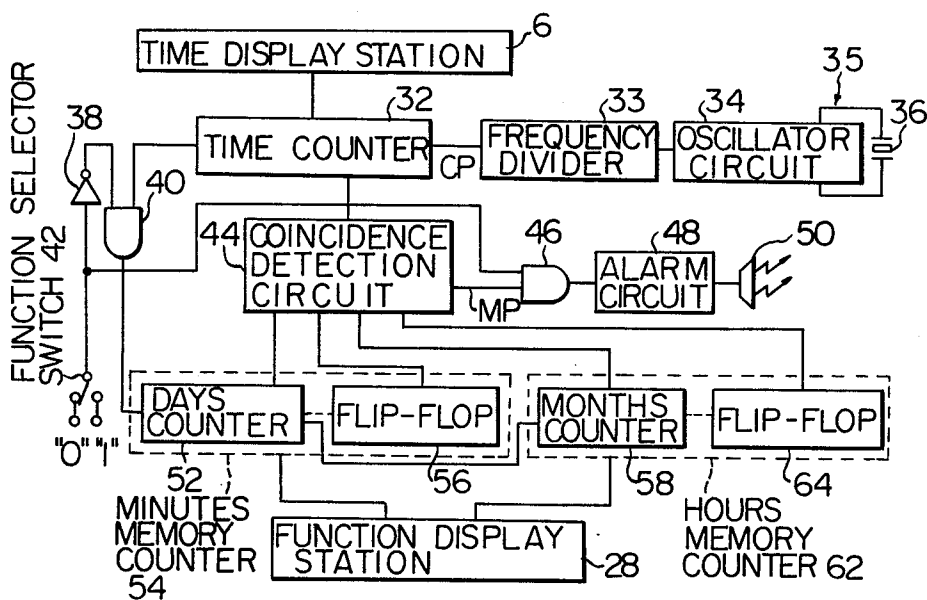 6
TIME DISPLAY STATION
FUNCTION SELECTOR
SWITCH 42
38
40
32
TIME COUNTER
CP
33
FREQUENCY
DIVIDER
34
OSCILLATOR
CIRCUIT
35
36
44
COINCIDENCE
DETECTION
CIRCUIT
MP
46
48
ALARM
CIRCUIT
50
"0" "1"
DAYS
COUNTER
52
FLIP-FLOP
56
MONTHS
COUNTER
58
FLIP-FLOP
64
MINUTES
MEMORY
COUNTER
54
FUNCTION DISPLAY
STATION
28
HOURS
MEMORY
COUNTER 62